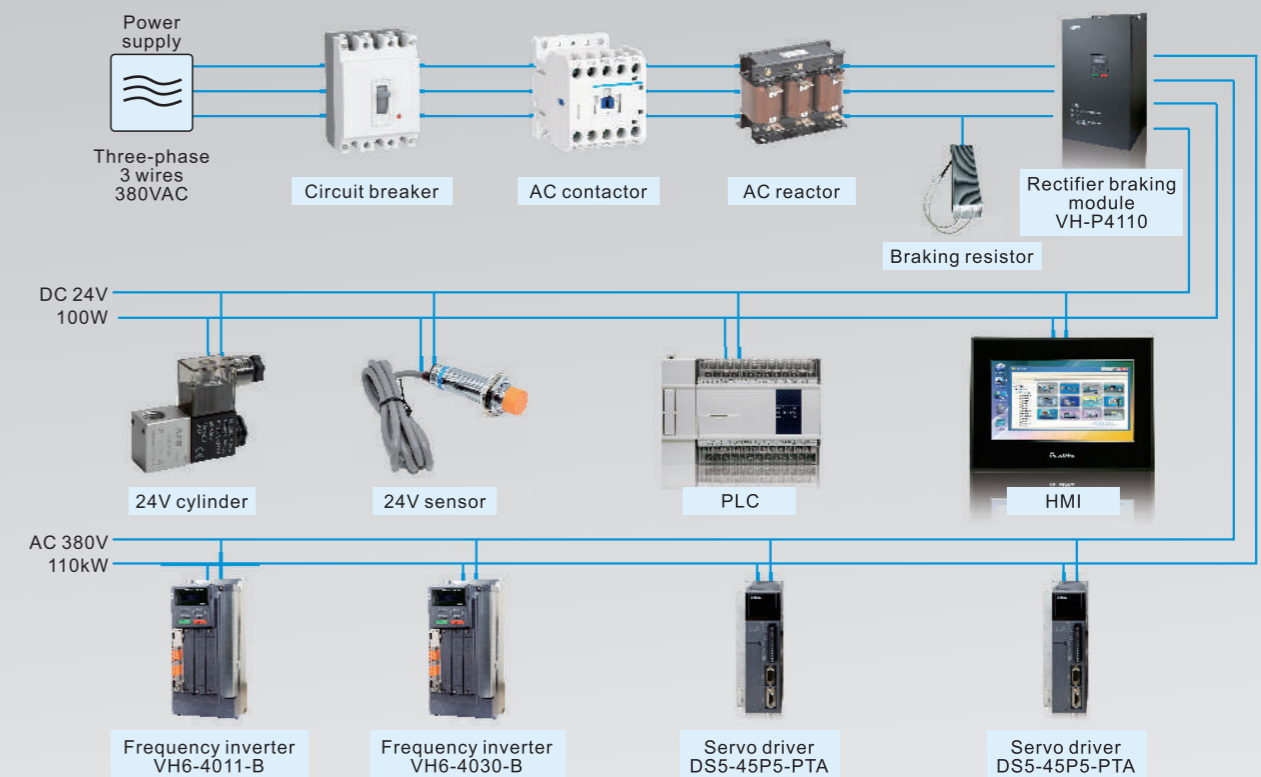 Power
supply
Three-phase
3 wires
380VAC
Circuit breaker
AC contactor
AC reactor
Braking resistor
Rectifier braking
module
VH-P4110
DC 24V
100W
24V cylinder
24V sensor
PLC
HMI
AC 380V
110kW
Frequency inverter
VH6-4011-B
Frequency inverter
VH6-4030-B
Servo driver
DS5-45P5-PTA
Servo driver
DS5-45P5-PTA